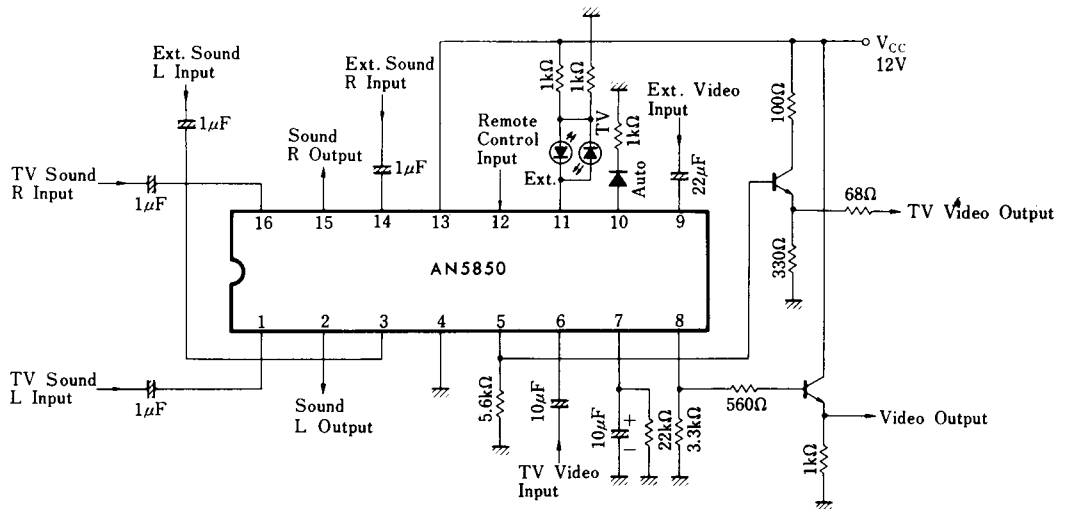 V_CC
12V
Ext. Sound
L Input
1μF
Ext. Sound
R Input
1μF
Sound
R Output
Remote
Control
Input
1kΩ
1kΩ
TV
Ext.
1kΩ
Auto
Ext. Video
Input
22μF
100Ω
68Ω
TV Video Output
330Ω
TV Sound
R Input
1μF
16
15
14
13
12
11
10
9
AN5850
1
2
3
4
5
6
7
8
TV Sound
L Input
1μF
Sound
L Output
5.6kΩ
10μF
TV Video
Input
10μF
+
−
22kΩ
3.3kΩ
560Ω
Video Output
1kΩ